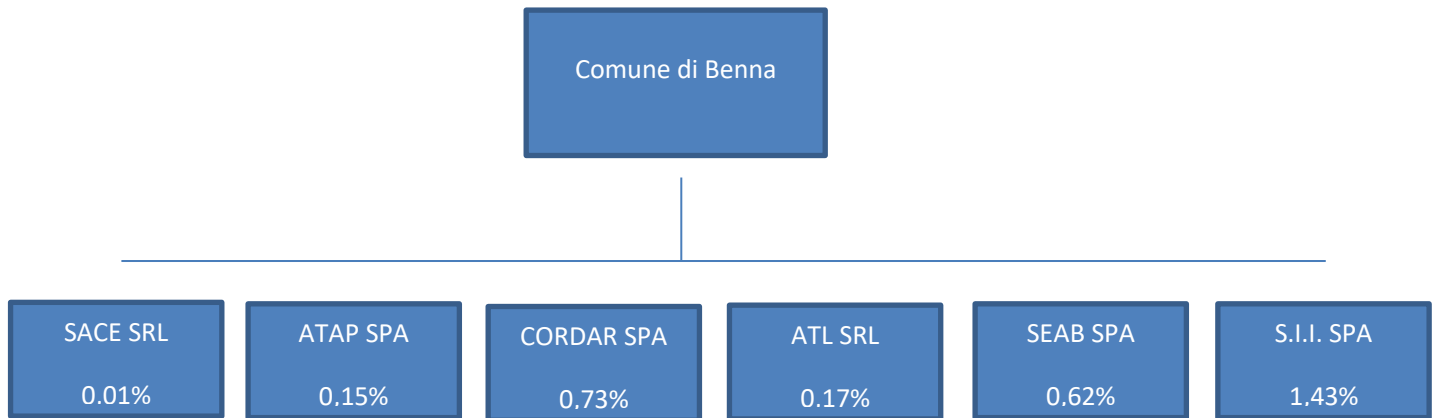 Comune di Benna
SACE SRL
0.01%
ATAP SPA
0,15%
CORDAR SPA
0,73%
ATL SRL
0.17%
SEAB SPA
0,62%
S.I.I. SPA
1,43%